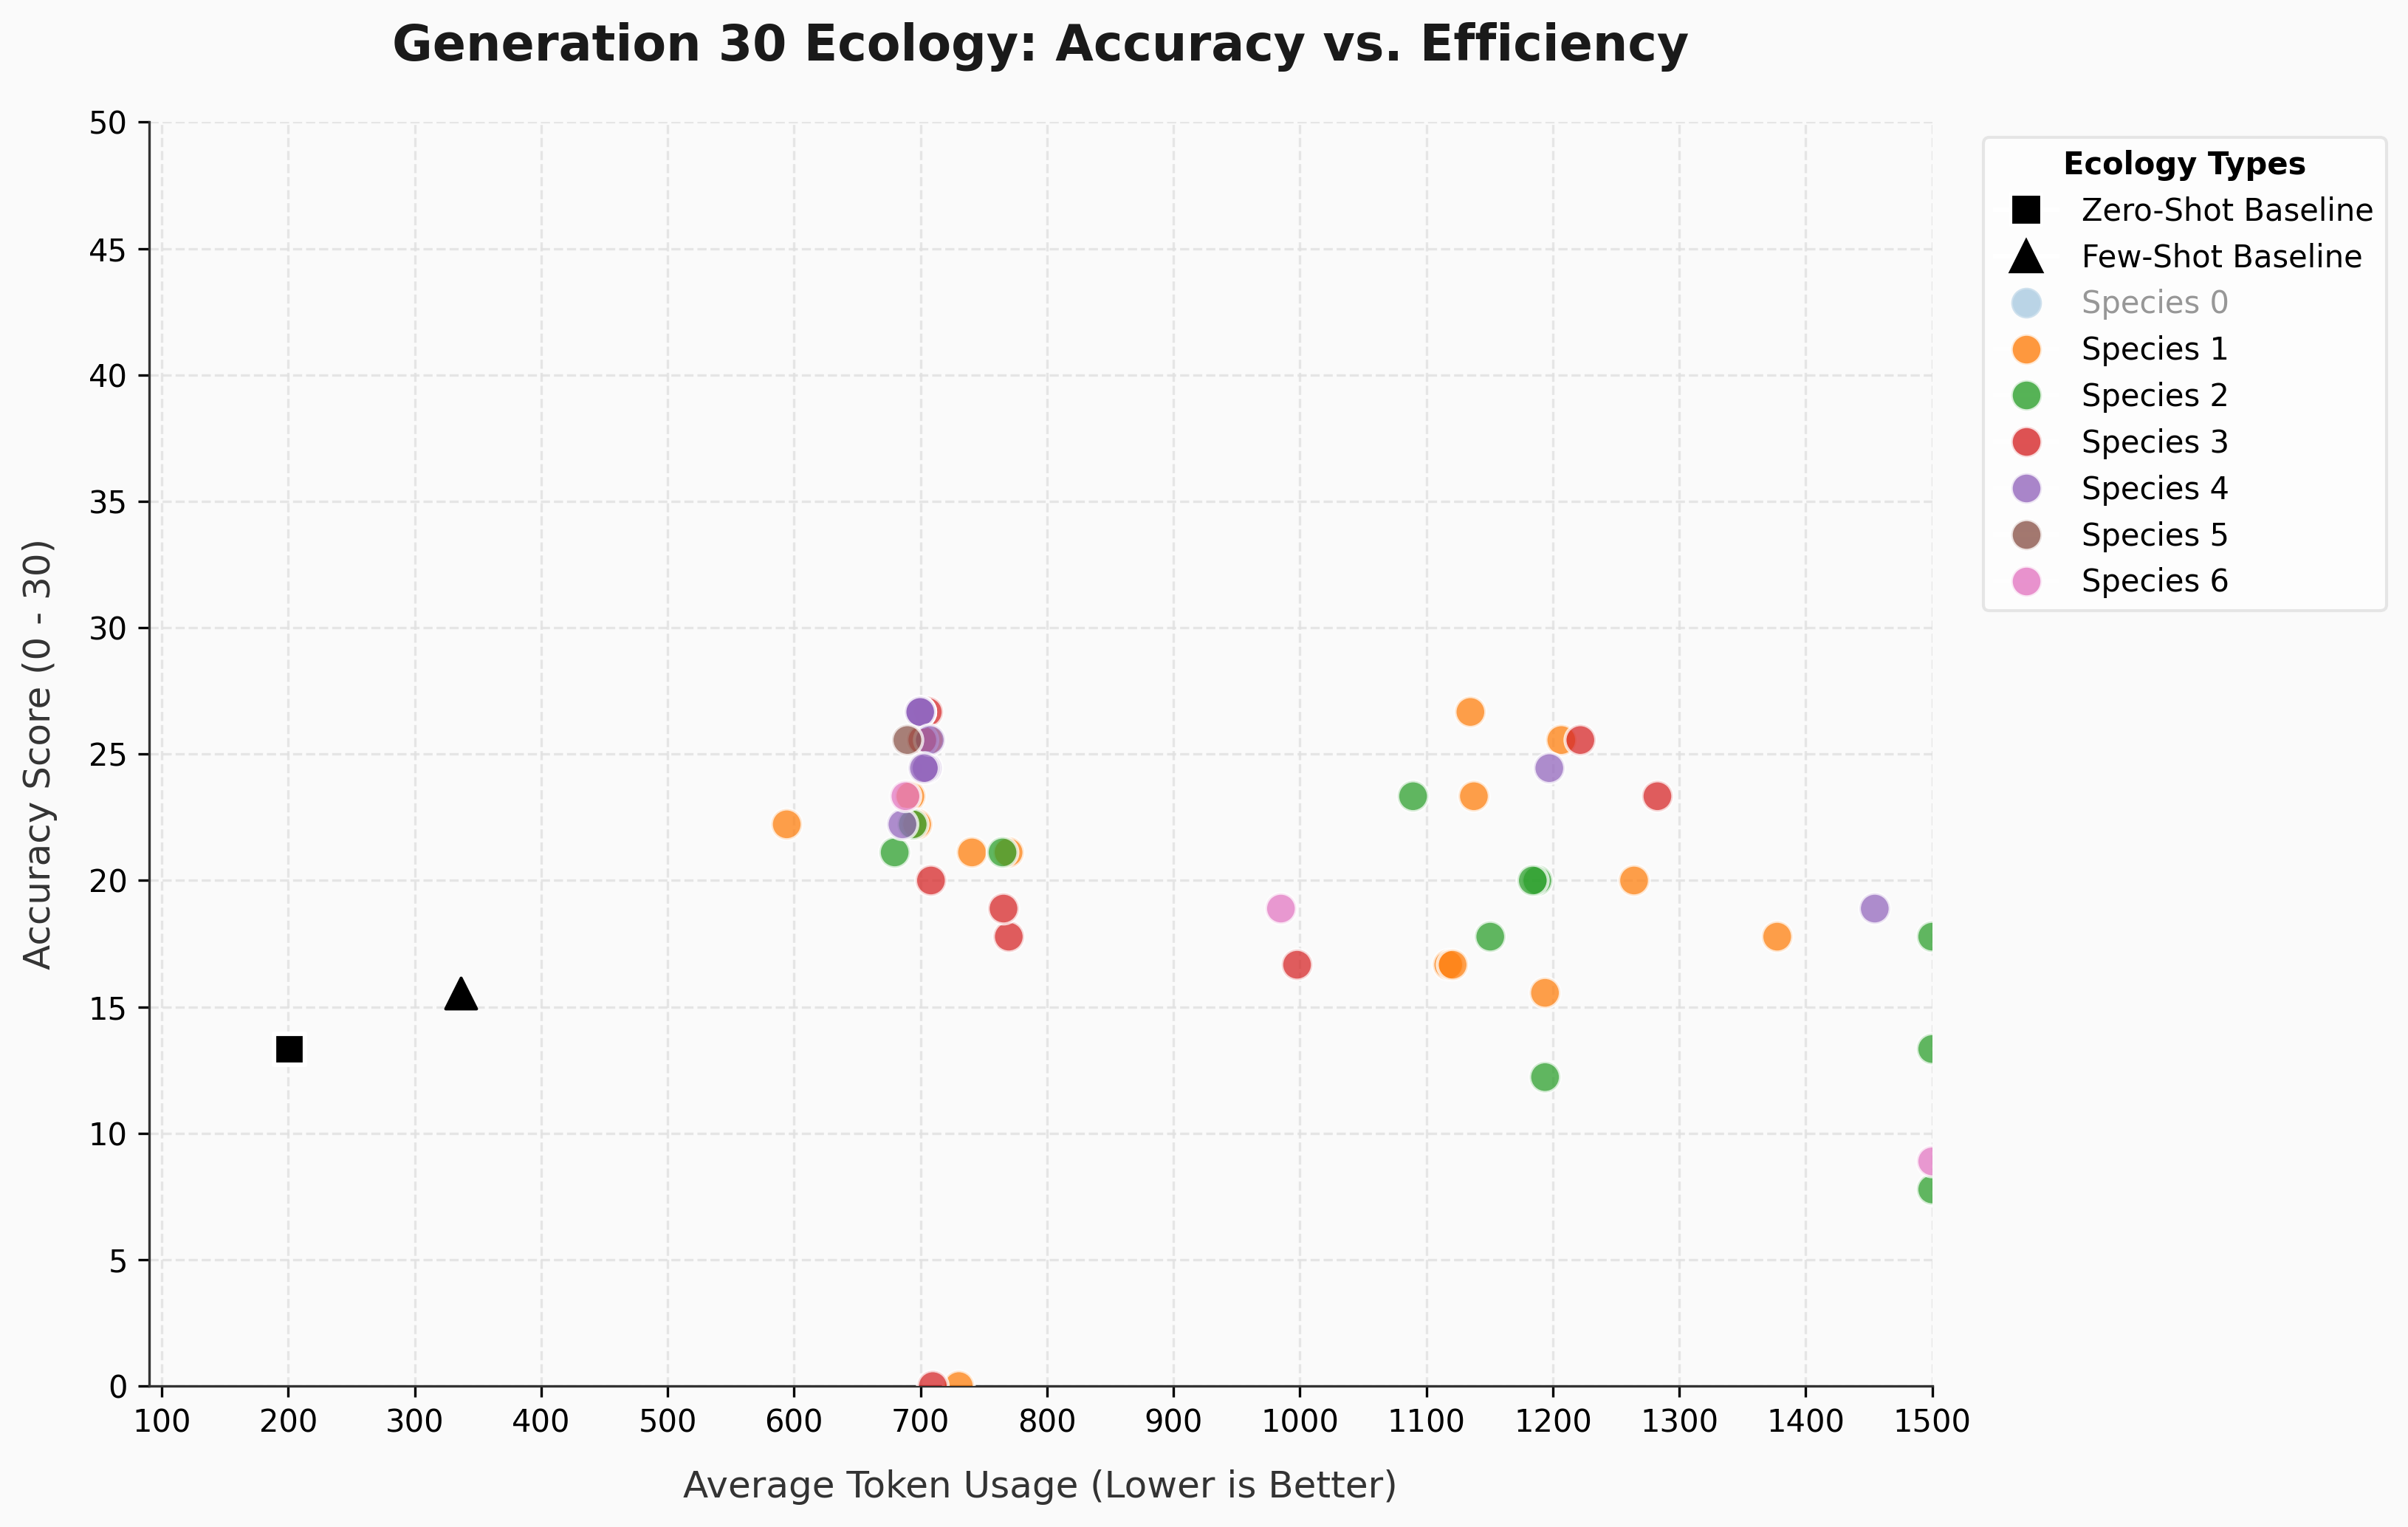 Generation 30 Ecology: Accuracy vs. Efficiency
50
45
40
35
30
25
20
15
10
5
0
Accuracy Score (0 - 30)
100 200 300 400 500 600 700 800 900 1000 1100 1200 1300 1400 1500
Average Token Usage (Lower is Better)
Ecology Types
Zero-Shot Baseline
Few-Shot Baseline
Species 0
Species 1
Species 2
Species 3
Species 4
Species 5
Species 6